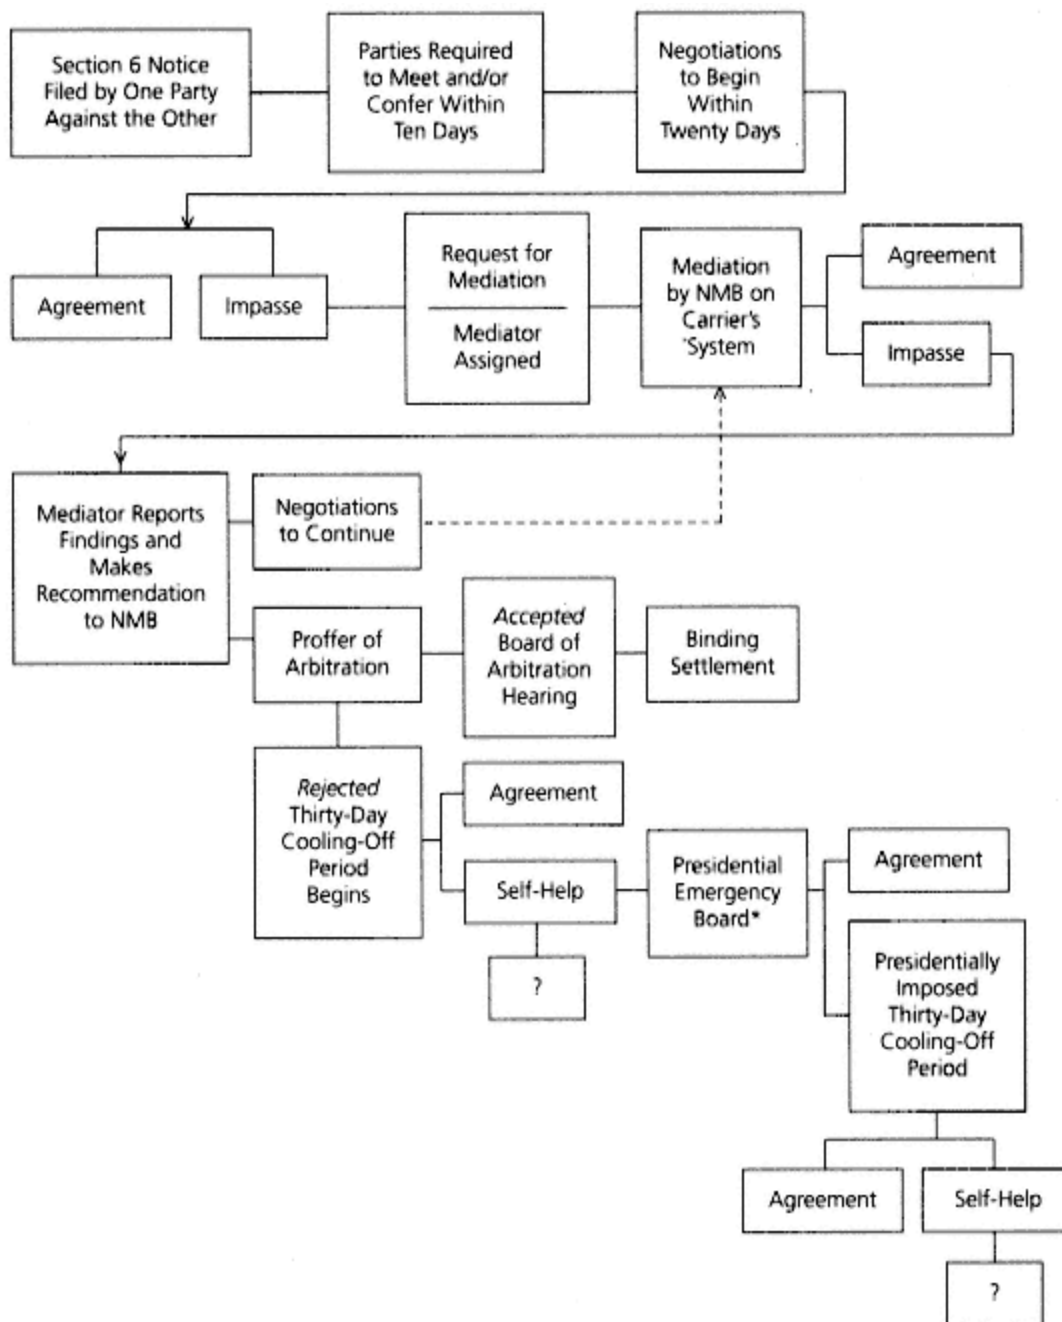 Section 6 Notice
Filed by One Party
Against the Other
Parties Required
to Meet and/or
Confer Within
Ten Days
Negotiations
to Begin
Within
Twenty Days
Agreement
Impasse
Request for
Mediation
Mediator
Assigned
Mediation
by NMB on
Carrier's
System
Agreement
Impasse
Mediator Reports
Findings and
Makes
Recommendation
to NMB
Negotiations
to Continue
Proffer of
Arbitration
Accepted
Board of
Arbitration
Hearing
Binding
Settlement
Rejected
Thirty-Day
Cooling-Off
Period
Begins
Agreement
Self-Help
?
Presidential
Emergency
Board*
Agreement
Presidentially
Imposed
Thirty-Day
Cooling-Off
Period
Agreement
Self-Help
?